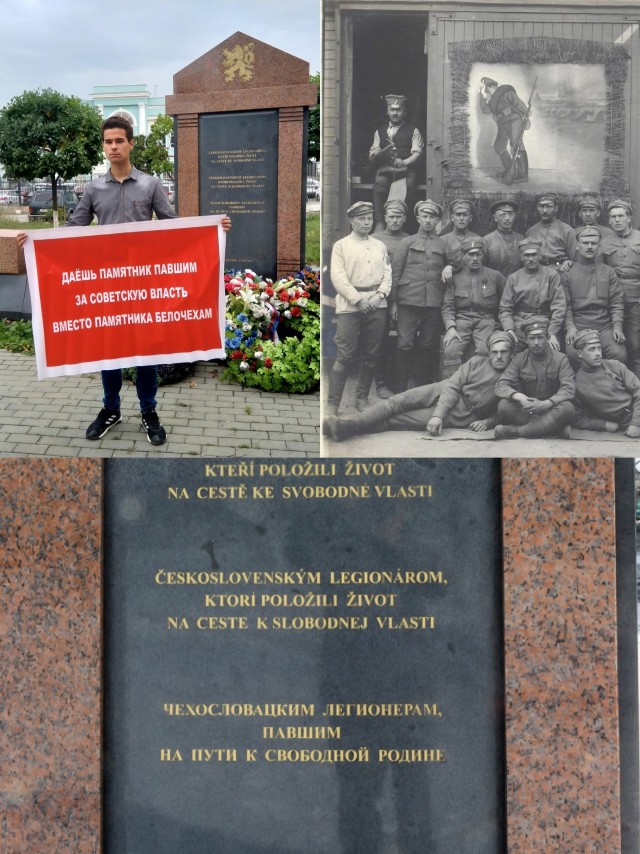 ДАЁШЬ ПАМЯТНИК ПАВШИМ
ЗА СОВЕТСКУЮ ВЛАСТЬ
ВМЕСТО ПАМЯТНИКА БЕЛОЧЕХАМ
KTEŘÍ POLOŽILI ŽIVOT
NA CESTĚ KE SVOBODNÉ VLASTI
ČESKOSLOVENSKÝM LEGIONÁROM,
KTORÍ POLOŽILI ŽIVOT
NA CESTE K SLOBODNEJ VLASTI
ЧЕХОСЛОВАЦКИМ ЛЕГИОНЕРАМ,
ПАВШИМ
НА ПУТИ К СВОБОДНОЙ РОДИНЕ